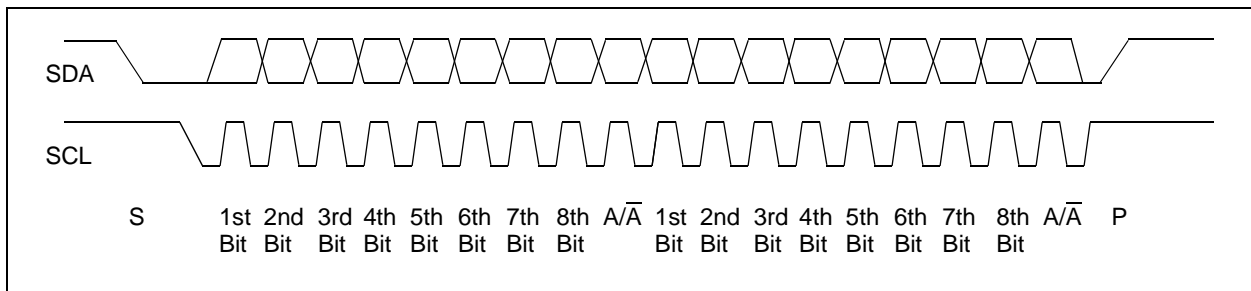 SDA
SCL
S 1st 2nd 3rd 4th 5th 6th 7th 8th A/A̅ 1st 2nd 3rd 4th 5th 6th 7th 8th A/A̅ P
Bit Bit Bit Bit Bit Bit Bit Bit Bit Bit Bit Bit Bit Bit Bit Bit